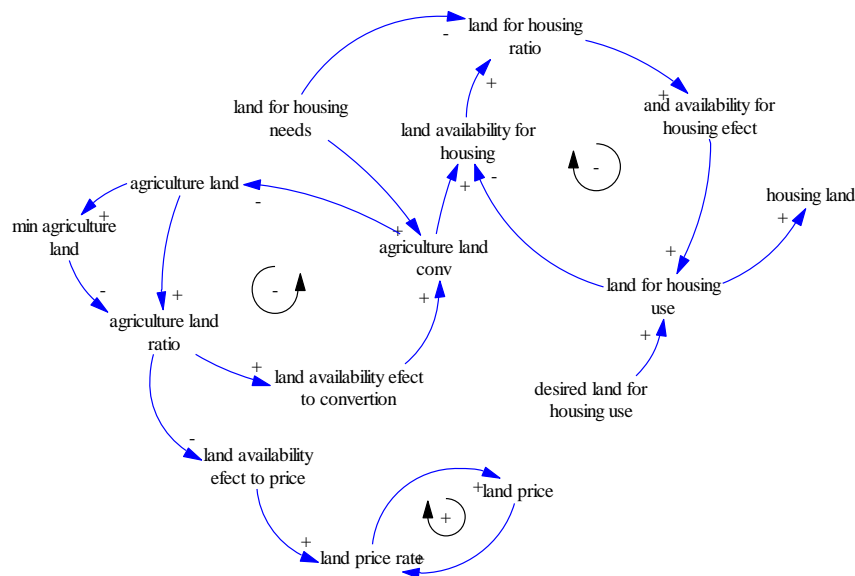 land for housing
ratio
-
+
+
land for housing
needs
land availability for
housing
and availability for
housing efect
-
-
+
agriculture land
-
+
housing land
+
min agriculture
land
+
+
agriculture land
conv
-
-
+
+
+
land for housing
use
agriculture land
ratio
+
+
land availability efect
to convertion
desired land for
housing use
-
land availability
efect to price
+
land price
+
+
land price rate
+